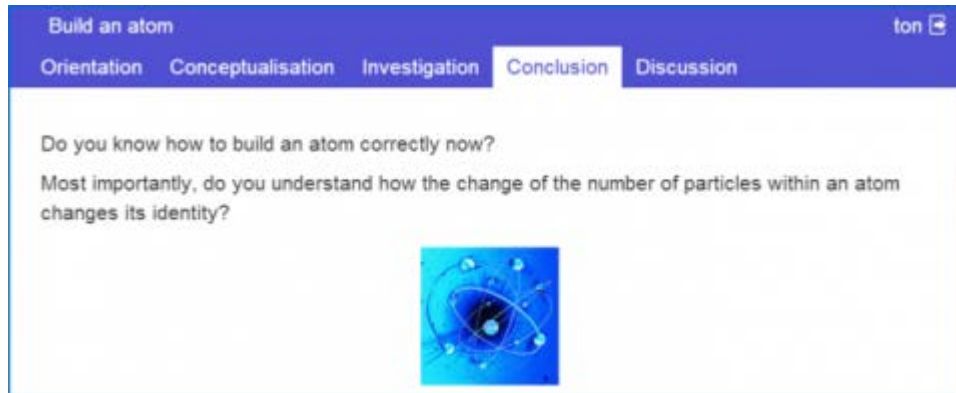 Build an atom ton
Orientation Conceptualisation Investigation Conclusion Discussion
Do you know how to build an atom correctly now?
Most importantly, do you understand how the change of the number of particles within an atom
changes its identity?